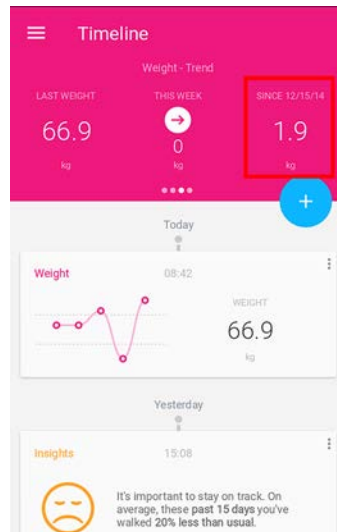 Timeline
Weight - Trend
LAST WEIGHT THIS WEEK SINCE 12/15/14
66.9 0 1.9
kg kg kg
+
Today
Weight 08:42
WEIGHT
66.9
kg
Yesterday
Insights 15:08
It's important to stay on track. On
average, these past 15 days you've
walked 20% less than usual.